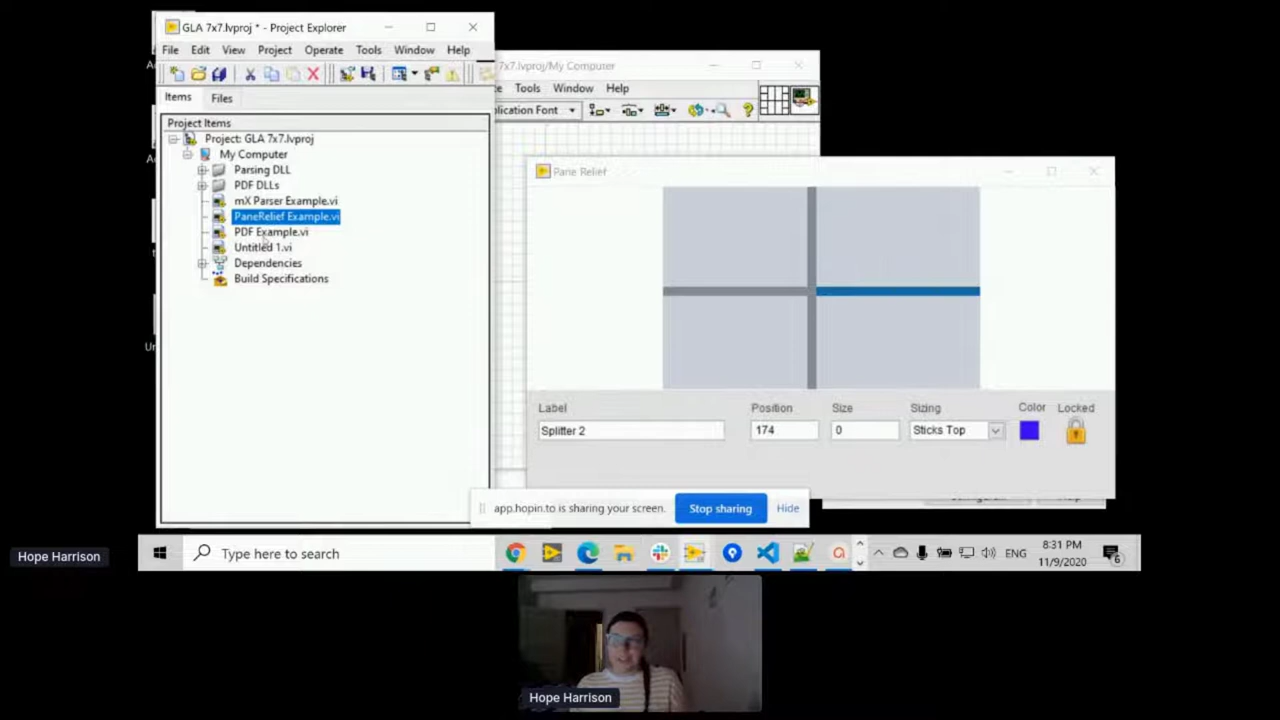 GLA 7x7.lvproj * - Project Explorer
File Edit View Project Operate Tools Window Help
Items Files
Project Items
Project: GLA 7x7.lvproj
My Computer
Parsing DLL
PDF DLLs
mX Parser Example.vi
PaneRelief Example.vi
PDF Example.vi
Untitled 1.vi
Dependencies
Build Specifications
7x7.lvproj/My Computer
Tools Window Help
plication Font
Pane Relief
Label Position Size Sizing Color Locked
Splitter 2 174 0 Sticks Top
app.hopin.to is sharing your screen. Stop sharing Hide
Hope Harrison
Type here to search
ENG
8:31 PM
11/9/2020
6
Hope Harrison